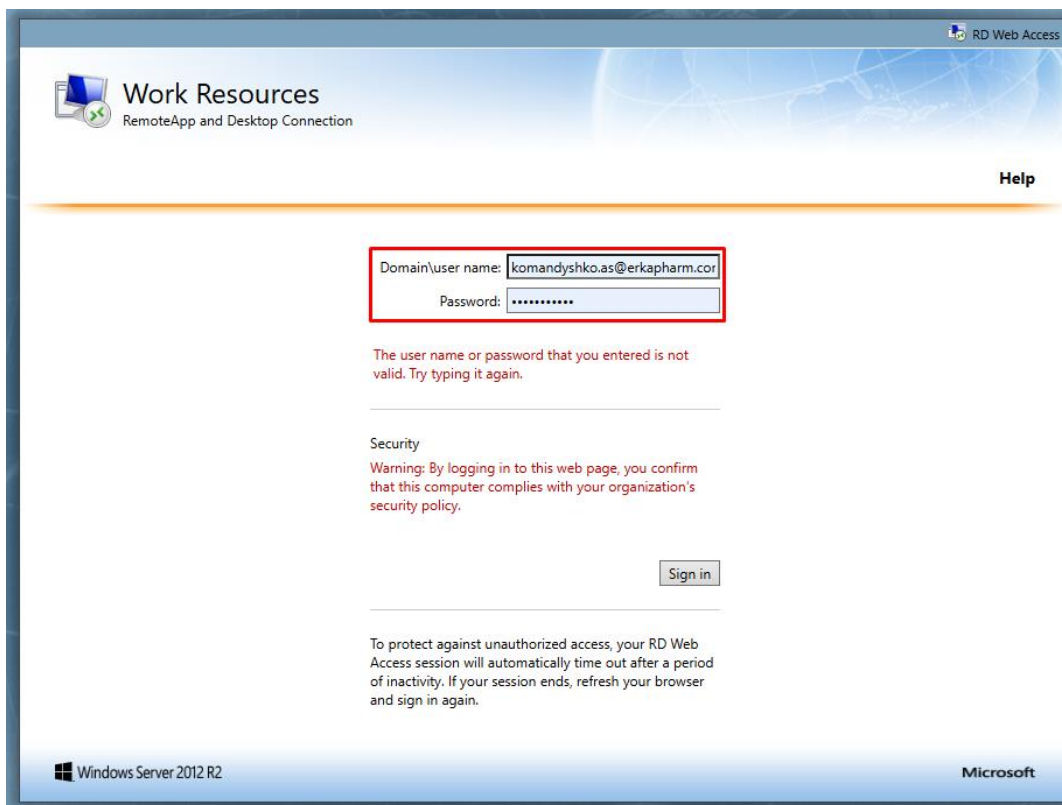 RD Web Access
Work Resources
RemoteApp and Desktop Connection
Help
Domain\user name: komandyshko.as@erkapharm.cor
Password: •••••••••••
The user name or password that you entered is not
valid. Try typing it again.
Security
Warning: By logging in to this web page, you confirm
that this computer complies with your organization's
security policy.
Sign in
To protect against unauthorized access, your RD Web
Access session will automatically time out after a period
of inactivity. If your session ends, refresh your browser
and sign in again.
Windows Server 2012 R2
Microsoft